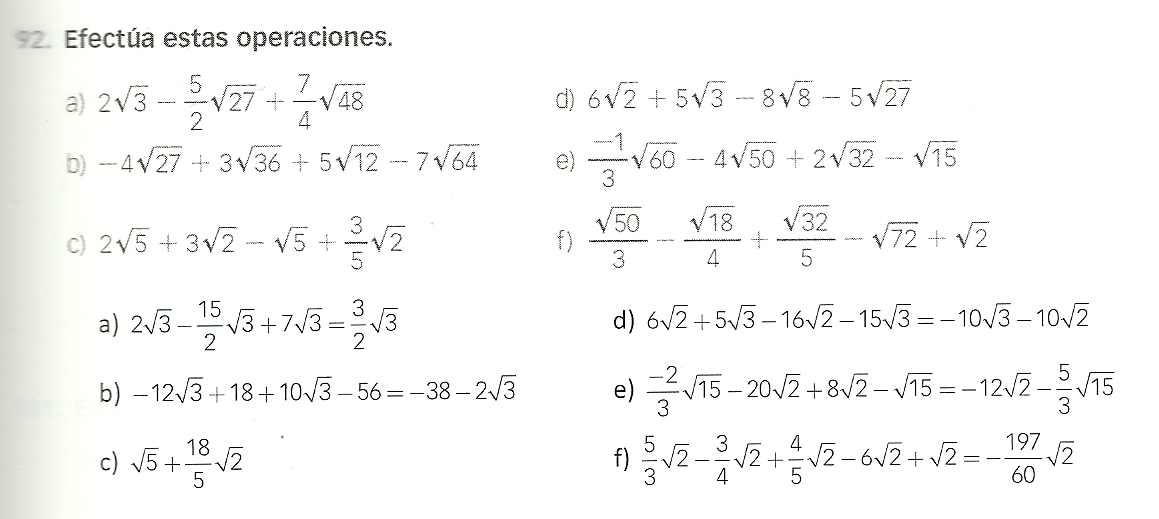 92. Efectúa estas operaciones.
a) 2√3 − 5/2 √27 + 7/4 √48
b) −4√27 + 3√36 + 5√12 − 7√64
c) 2√5 + 3√2 − √5 + 3/5 √2
d) 6√2 + 5√3 − 8√8 − 5√27
e) −1/3 √60 − 4√50 + 2√32 − √15
f) √50/3 − √18/4 + √32/5 − √72 + √2
a) 2√3 − 15/2 √3 + 7√3 = 3/2 √3
b) −12√3 + 18 + 10√3 − 56 = −38 − 2√3
c) √5 + 18/5 √2
d) 6√2 + 5√3 − 16√2 − 15√3 = −10√3 − 10√2
e) −2/3 √15 − 20√2 + 8√2 − √15 = −12√2 − 5/3 √15
f) 5/3 √2 − 3/4 √2 + 4/5 √2 − 6√2 + √2 = − 197/60 √2